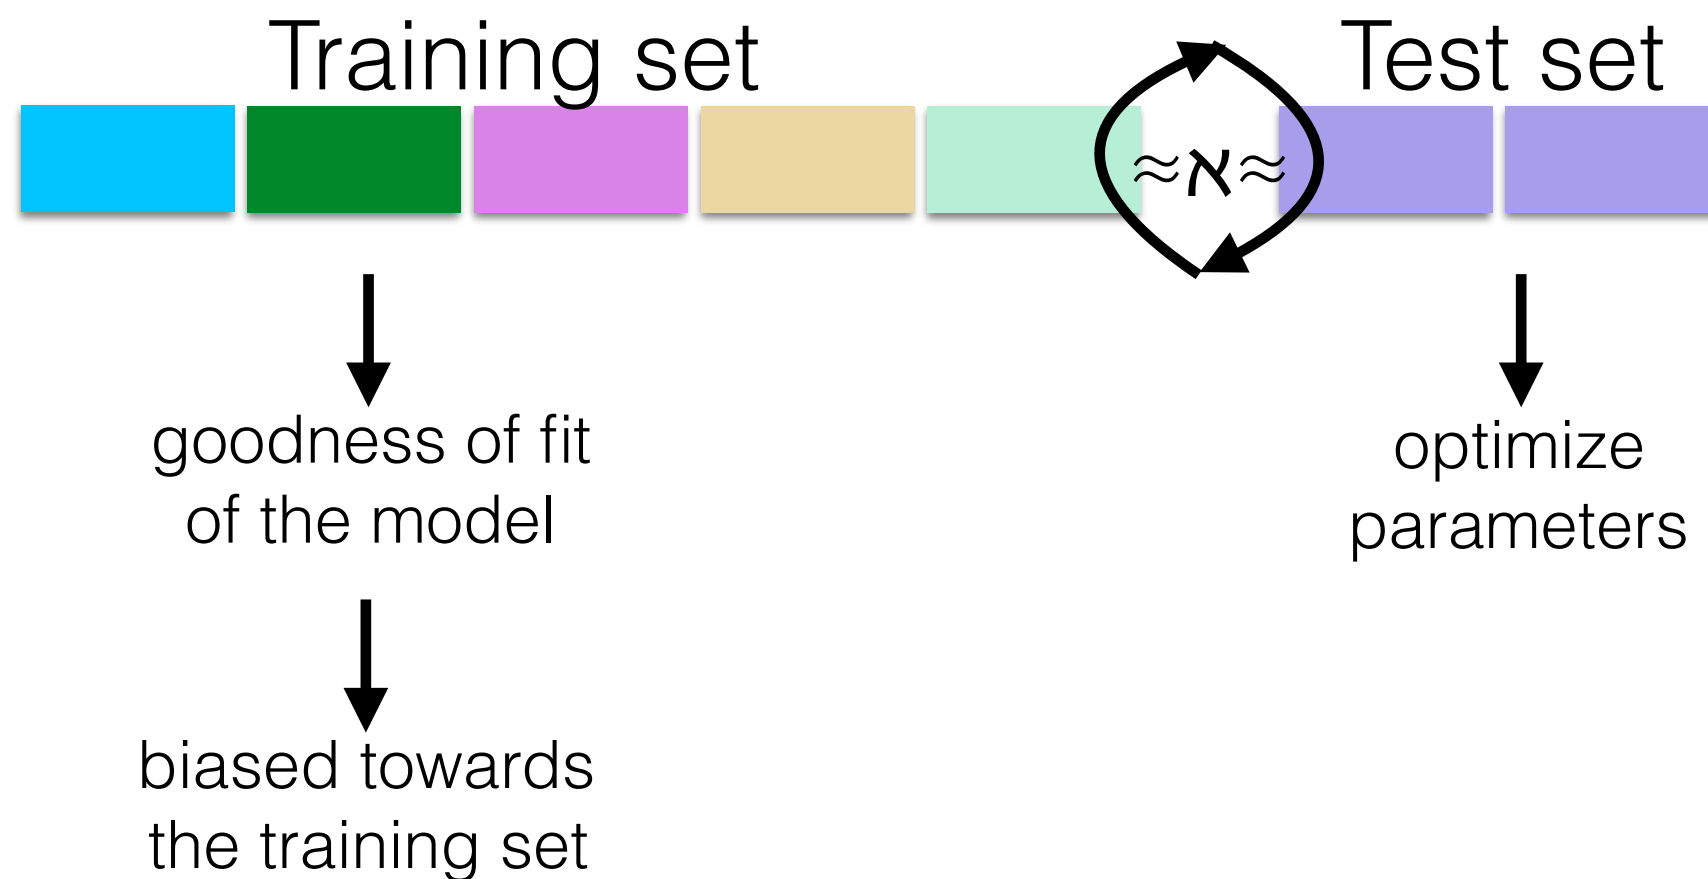 Training set
Test set
≈א≈
goodness of fit
of the model
optimize
parameters
biased towards
the training set